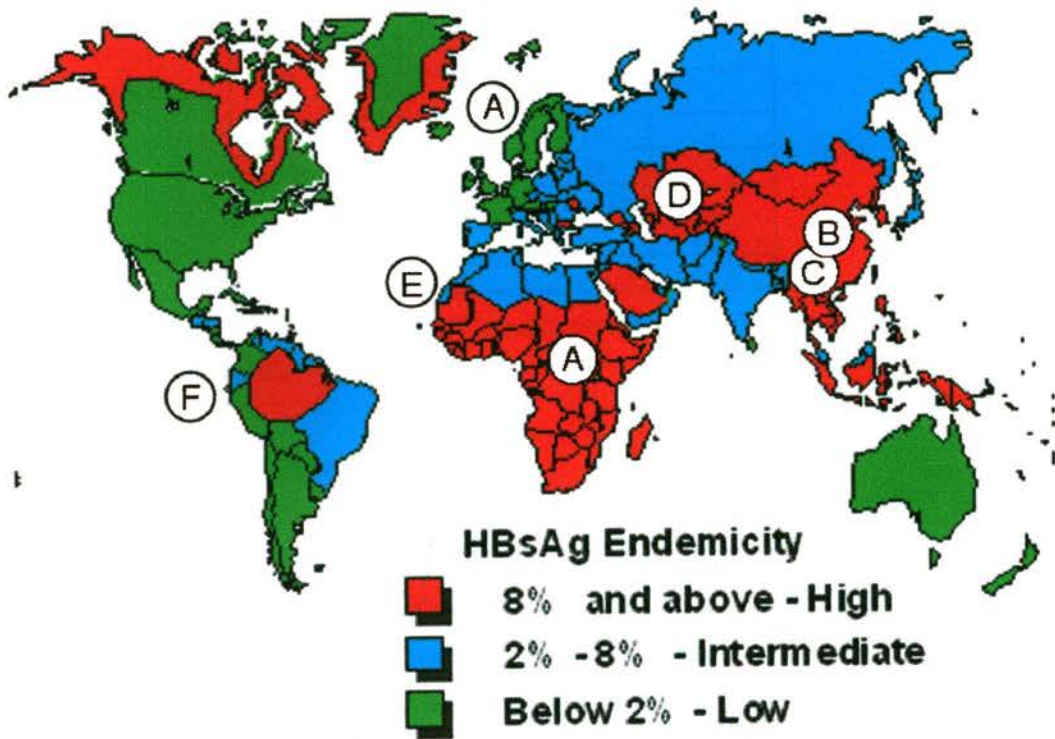 A
D
B
C
E
A
F
HBsAg Endemicity
8% and above - High
2% - 8% - Intermediate
Below 2% - Low